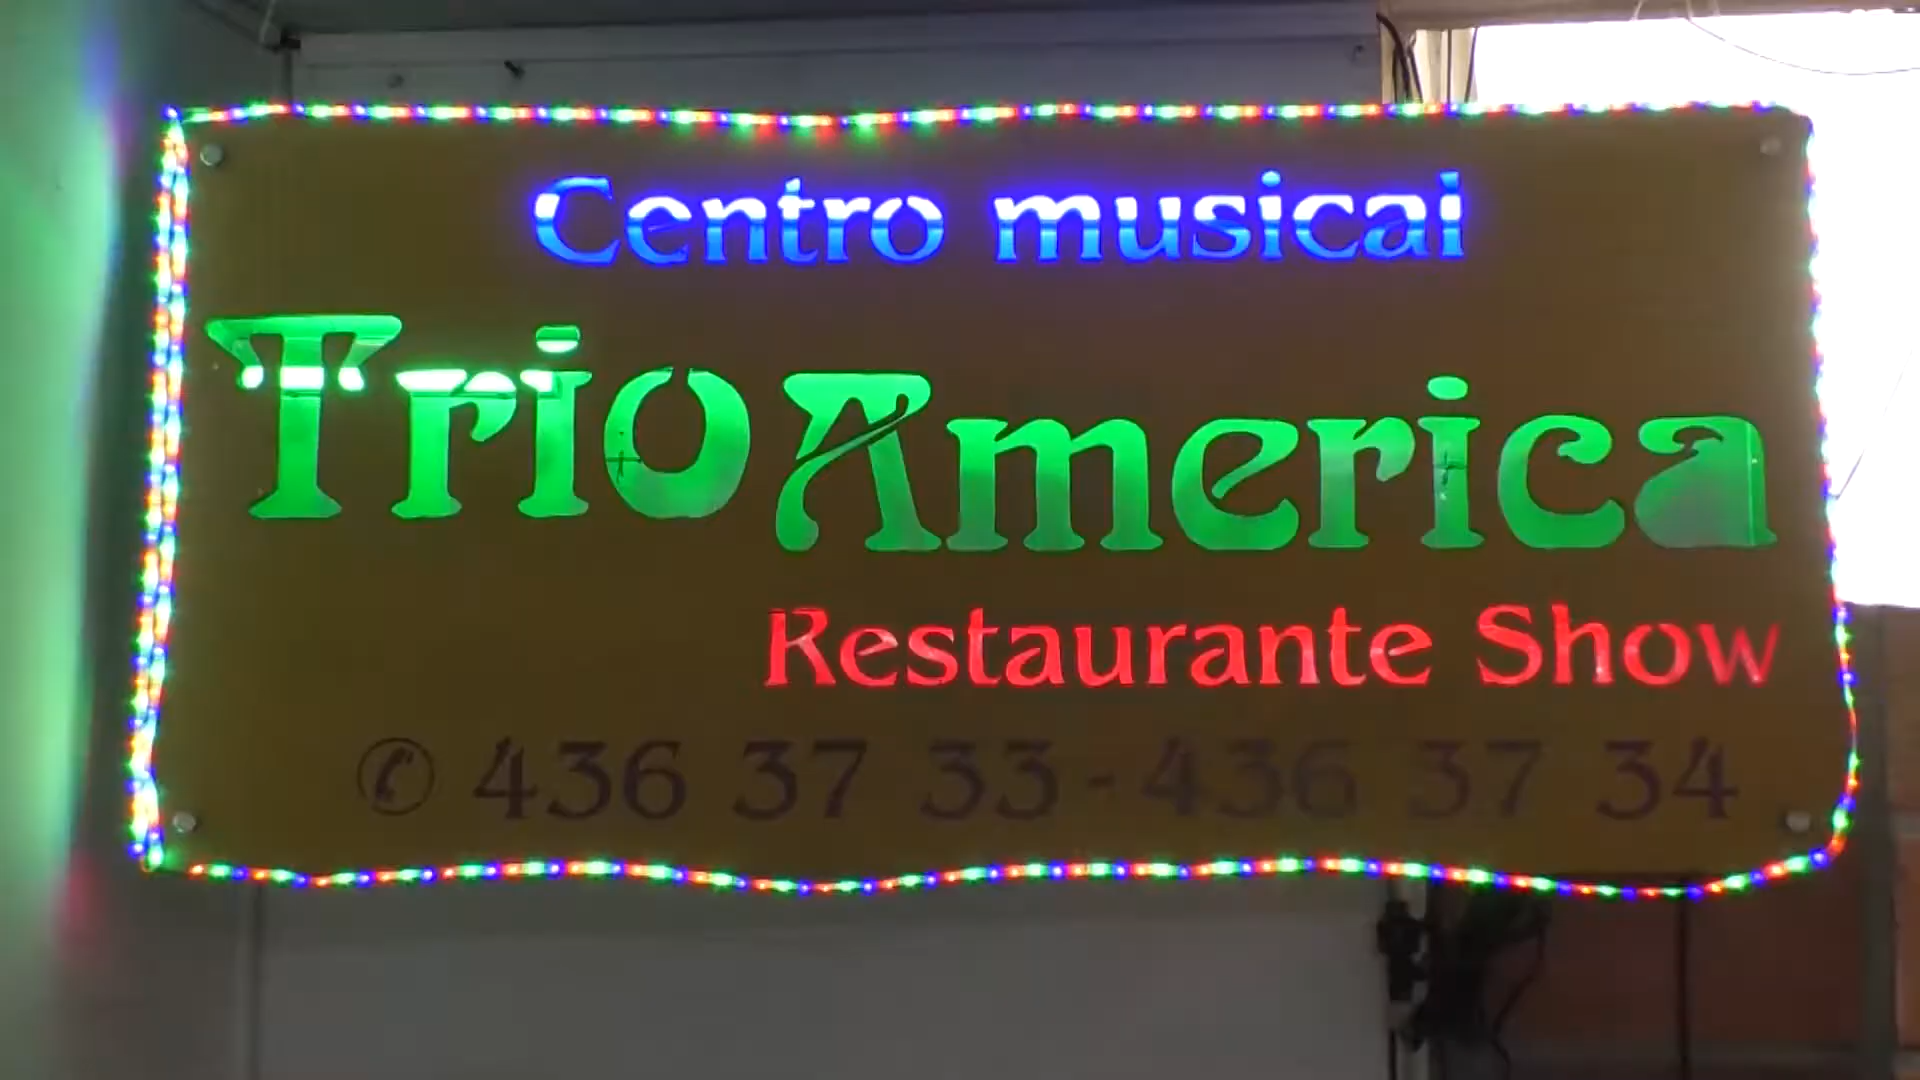 Centro musical
Trio America
Restaurante Show
✆ 436 37 33 - 436 37 34